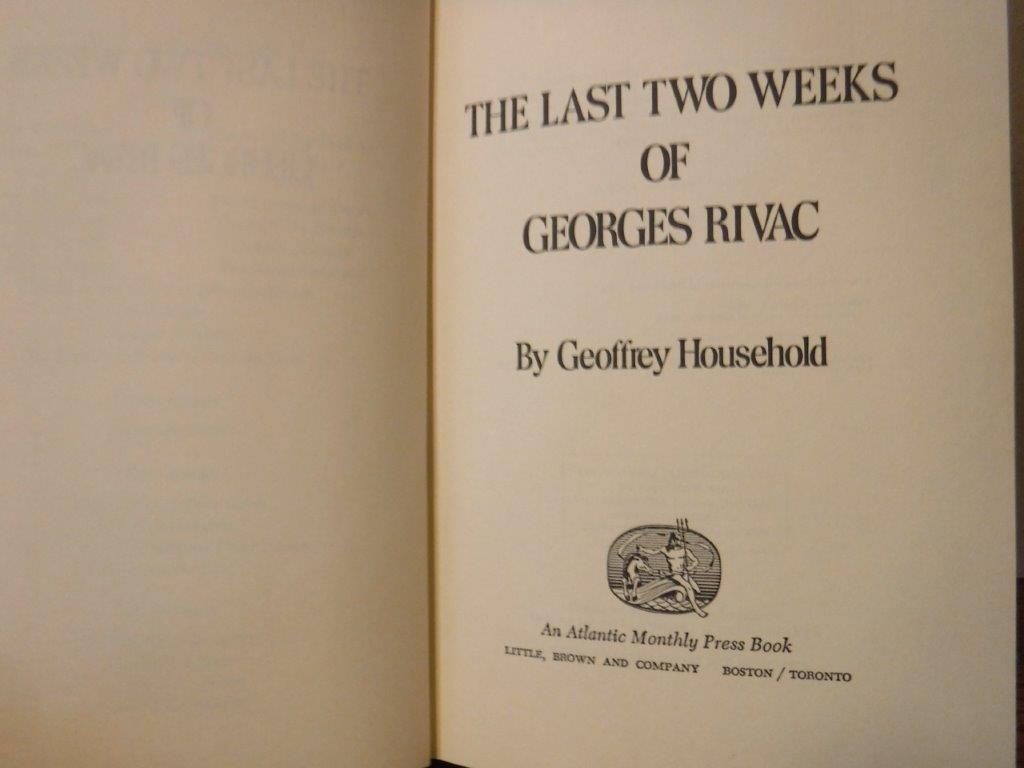 THE LAST TWO WEEKS
OF
GEORGES RIVAC
By Geoffrey Household
An Atlantic Monthly Press Book
LITTLE, BROWN AND COMPANY BOSTON / TORONTO